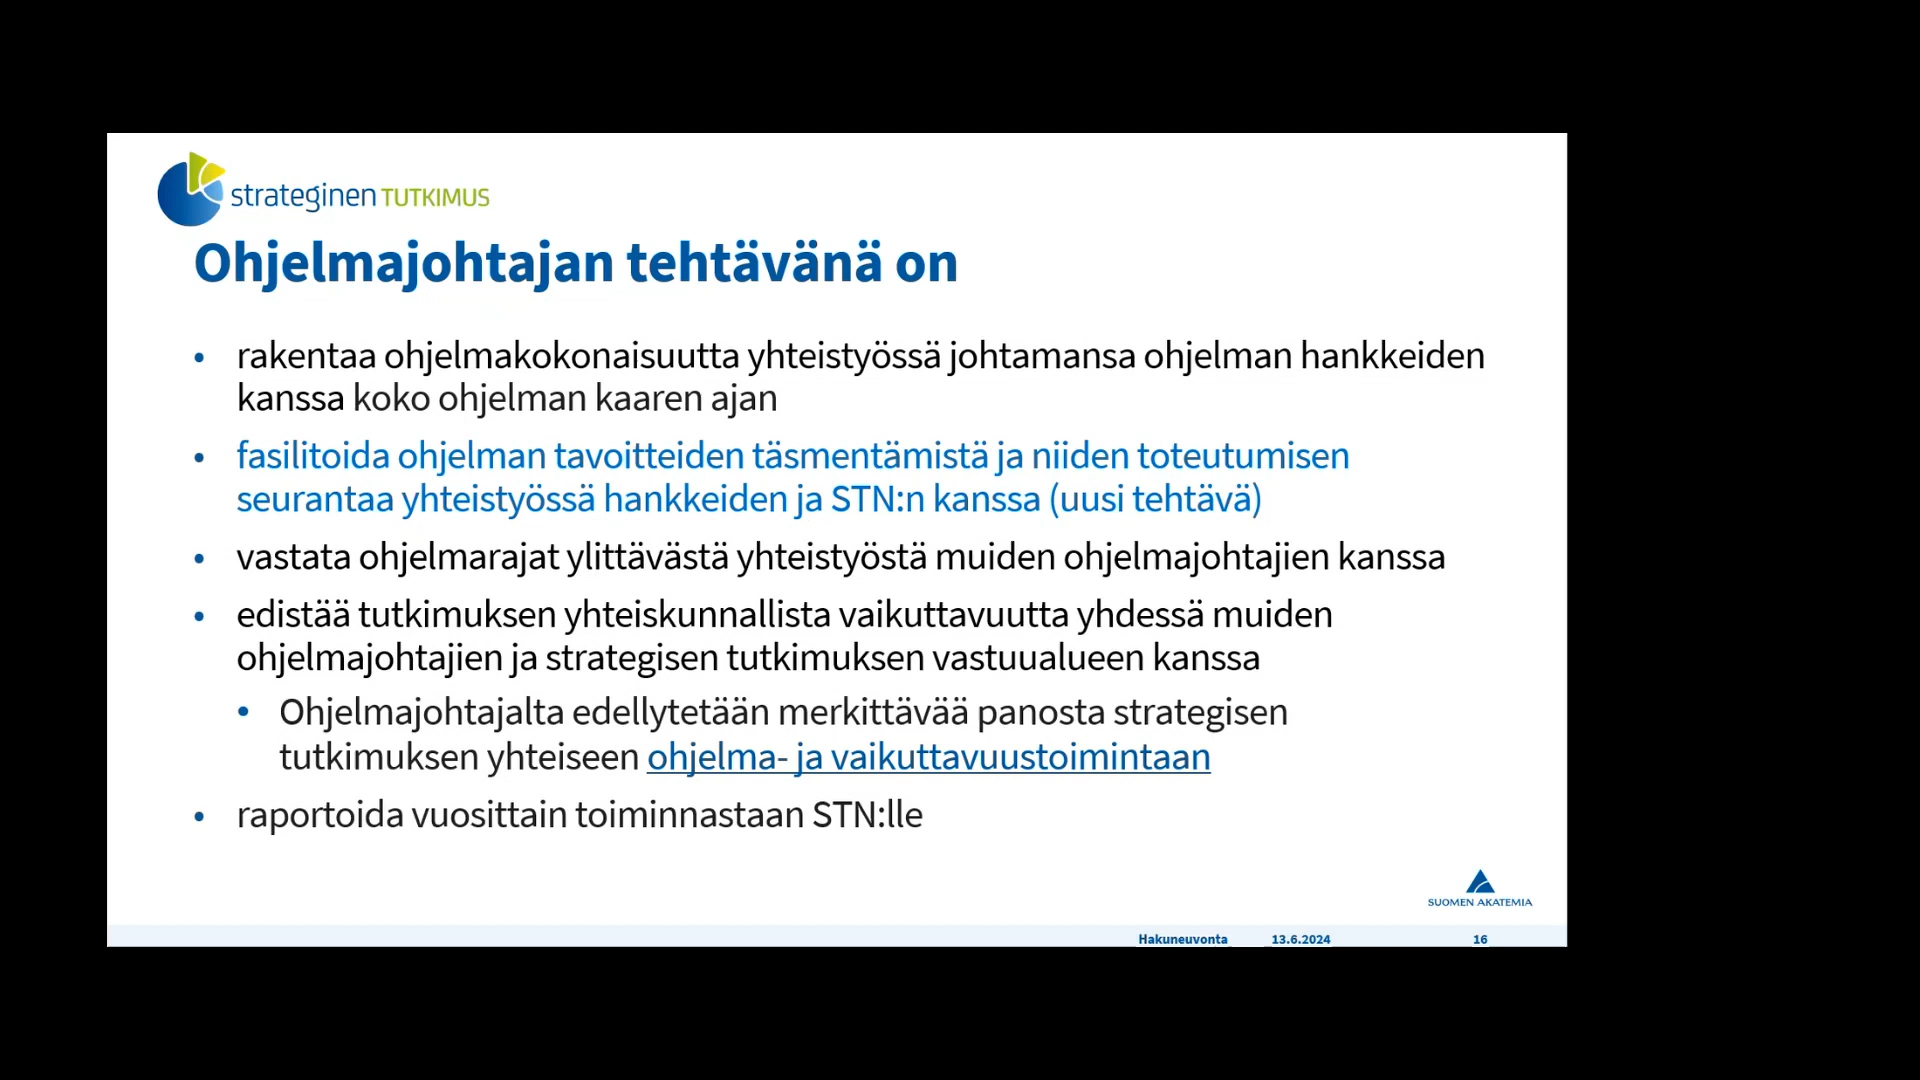 strateginen TUTKIMUS
Ohjelmajohtajan tehtävänä on
• rakentaa ohjelmakokonaisuutta yhteistyössä johtamansa ohjelman hankkeiden
kanssa koko ohjelman kaaren ajan
• fasilitoida ohjelman tavoitteiden täsmentämistä ja niiden toteutumisen
seurantaa yhteistyössä hankkeiden ja STN:n kanssa (uusi tehtävä)
• vastata ohjelmarajat ylittävästä yhteistyöstä muiden ohjelmajohtajien kanssa
• edistää tutkimuksen yhteiskunnallista vaikuttavuutta yhdessä muiden
ohjelmajohtajien ja strategisen tutkimuksen vastuualueen kanssa
• Ohjelmajohtajalta edellytetään merkittävää panosta strategisen
tutkimuksen yhteiseen ohjelma- ja vaikuttavuustoimintaan
• raportoida vuosittain toiminnastaan STN:lle
SUOMEN AKATEMIA
Hakuneuvonta 13.6.2024 16